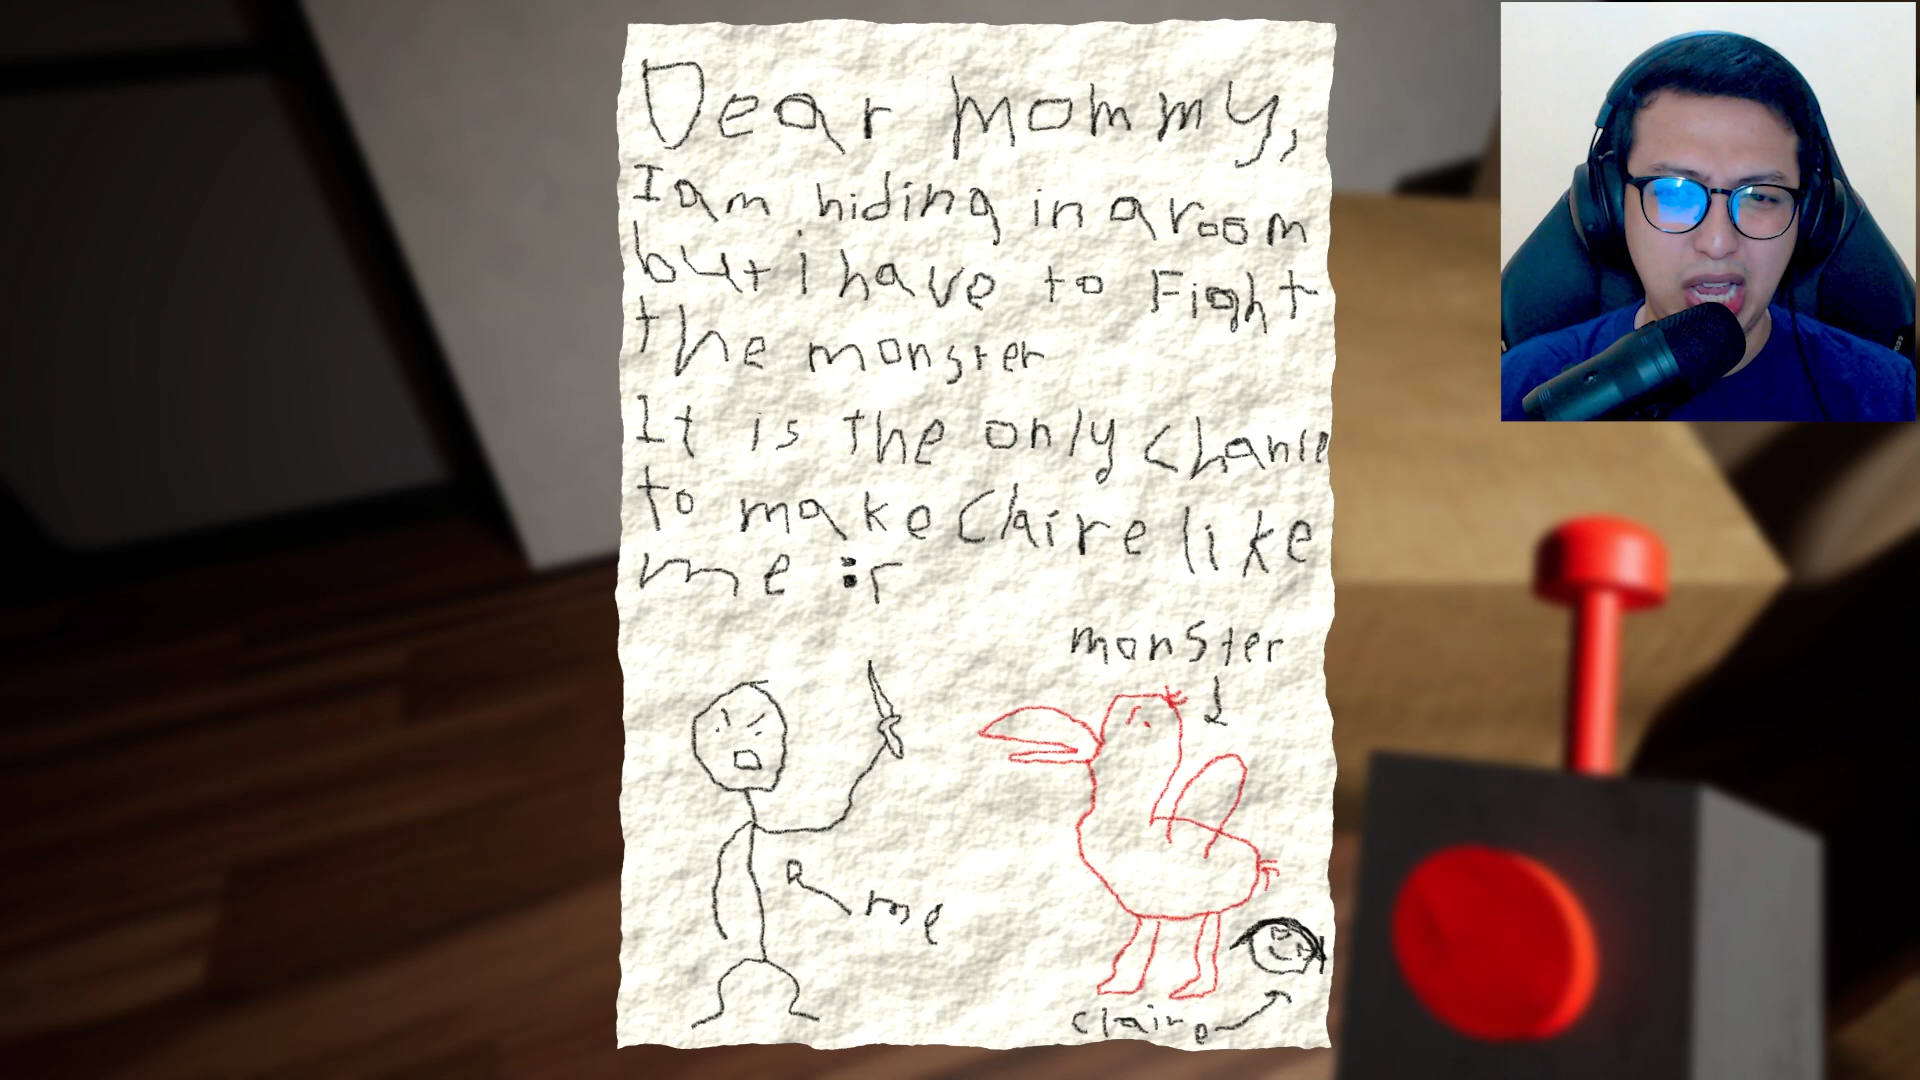 Dear mommy,
I am hiding in a room
but i have to Fight
the monster
It is the only chance
to make Claire like
me :r
monster
me
claire